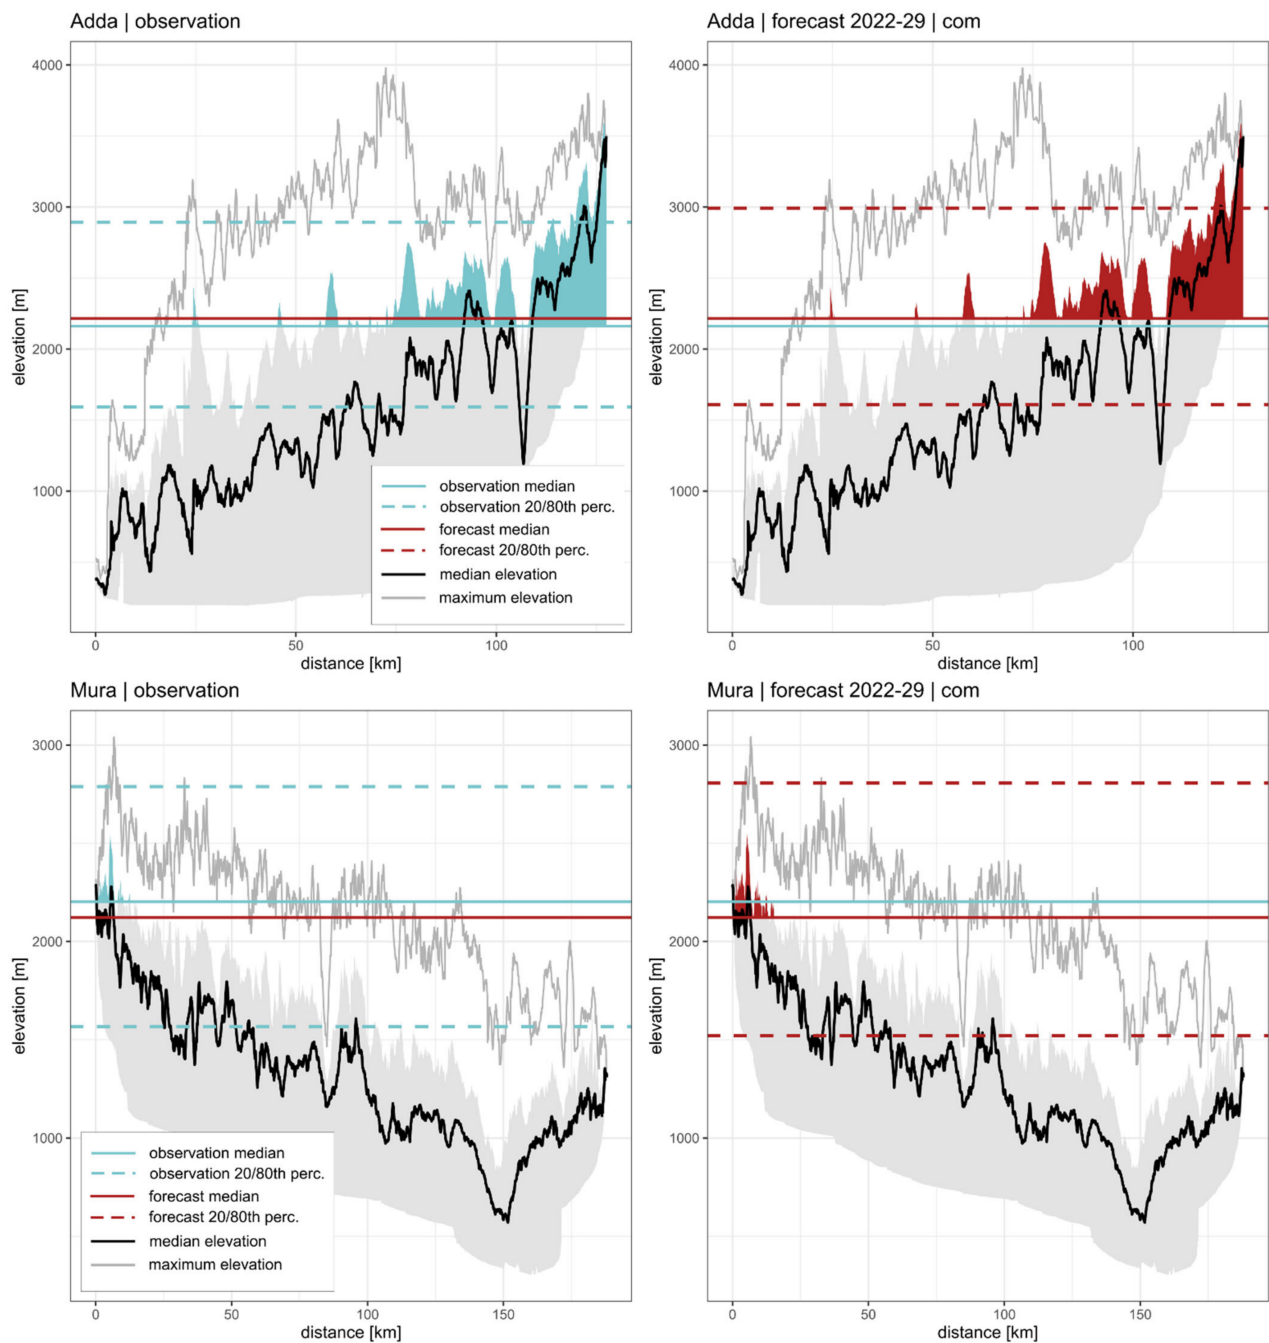 Adda | observation
Adda | forecast 2022-29 | com
4000
3000
2000
1000
elevation [m]
observation median
observation 20/80th perc.
forecast median
forecast 20/80th perc.
median elevation
maximum elevation
0
50
100
distance [km]
4000
3000
2000
1000
elevation [m]
0
50
100
distance [km]
Mura | observation
Mura | forecast 2022-29 | com
3000
2000
1000
elevation [m]
observation median
observation 20/80th perc.
forecast median
forecast 20/80th perc.
median elevation
maximum elevation
0
50
100
150
distance [km]
3000
2000
1000
elevation [m]
0
50
100
150
distance [km]